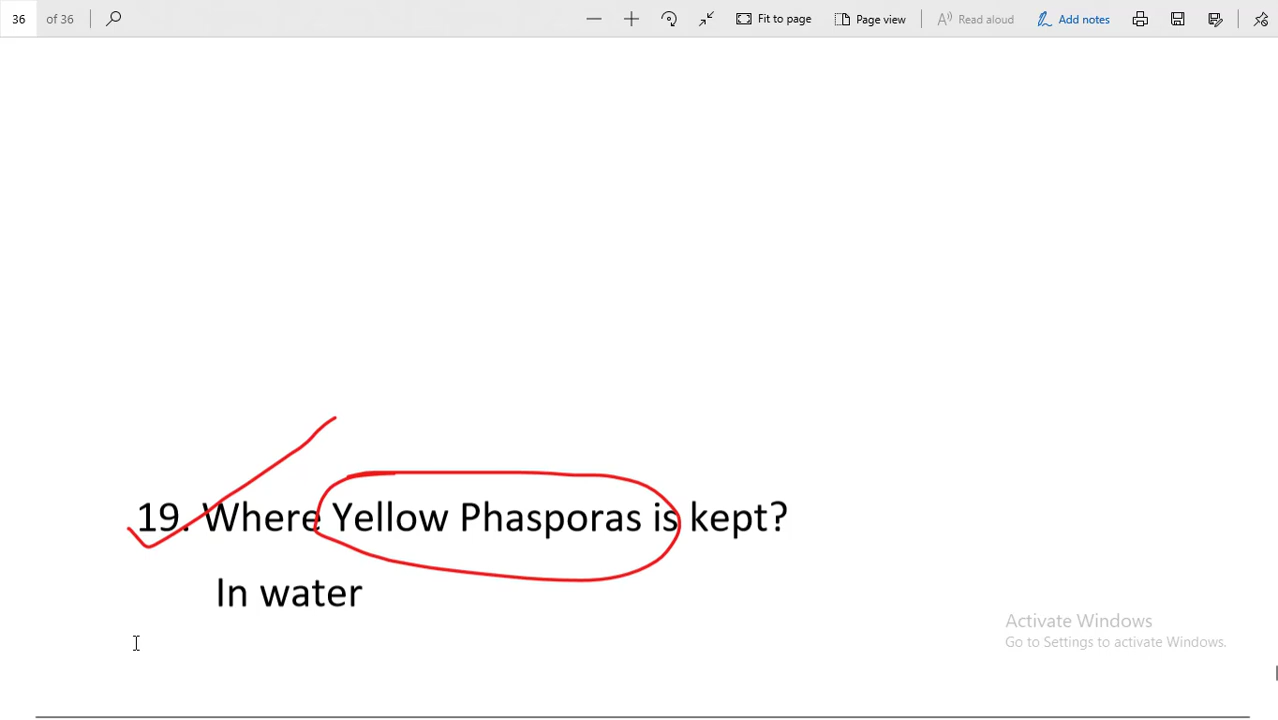 36 of 36 Fit to page Page view Read aloud Add notes
19. Where Yellow Phasporas is kept?
In water
Activate Windows
Go to Settings to activate Windows.